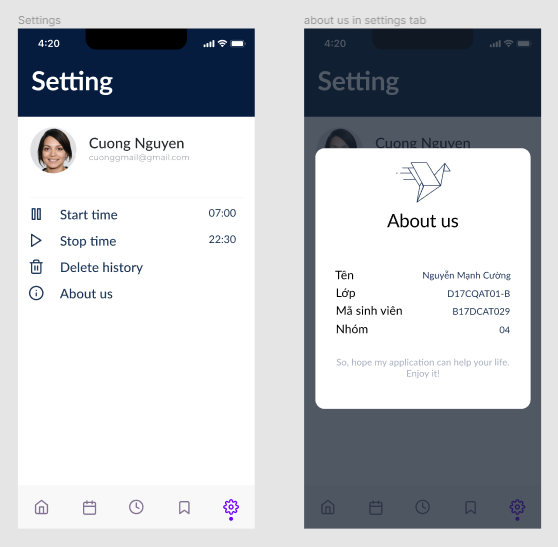 Settings
4:20
Setting
Cuong Nguyen
cuonggmail@gmail.com
Start time 07:00
Stop time 22:30
Delete history
About us
about us in settings tab
4:20
Setting
Cuong Nguyen
About us
Tên Nguyễn Mạnh Cường
Lớp D17CQAT01-B
Mã sinh viên B17DCAT029
Nhóm 04
So, hope my application can help your life.
Enjoy it!